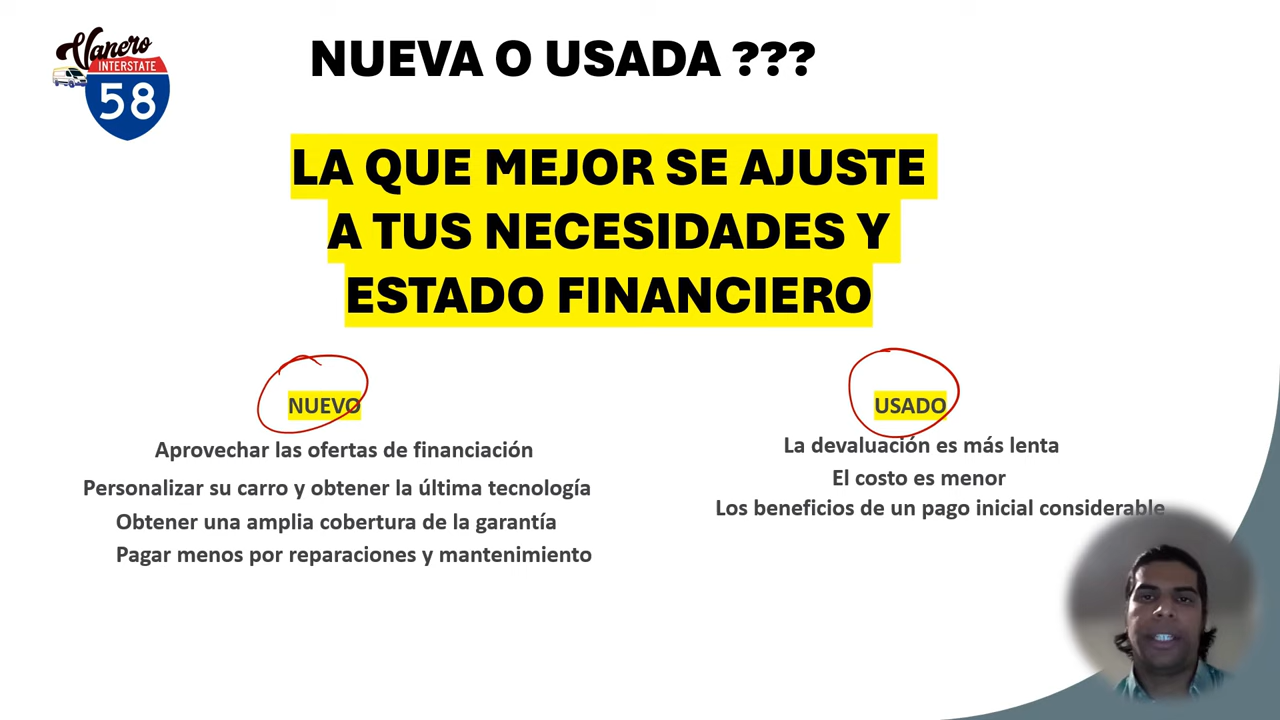 Vanero
INTERSTATE
58
NUEVA O USADA ???
LA QUE MEJOR SE AJUSTE
A TUS NECESIDADES Y
ESTADO FINANCIERO
NUEVO
Aprovechar las ofertas de financiación
Personalizar su carro y obtener la última tecnología
Obtener una amplia cobertura de la garantía
Pagar menos por reparaciones y mantenimiento
USADO
La devaluación es más lenta
El costo es menor
Los beneficios de un pago inicial considerable